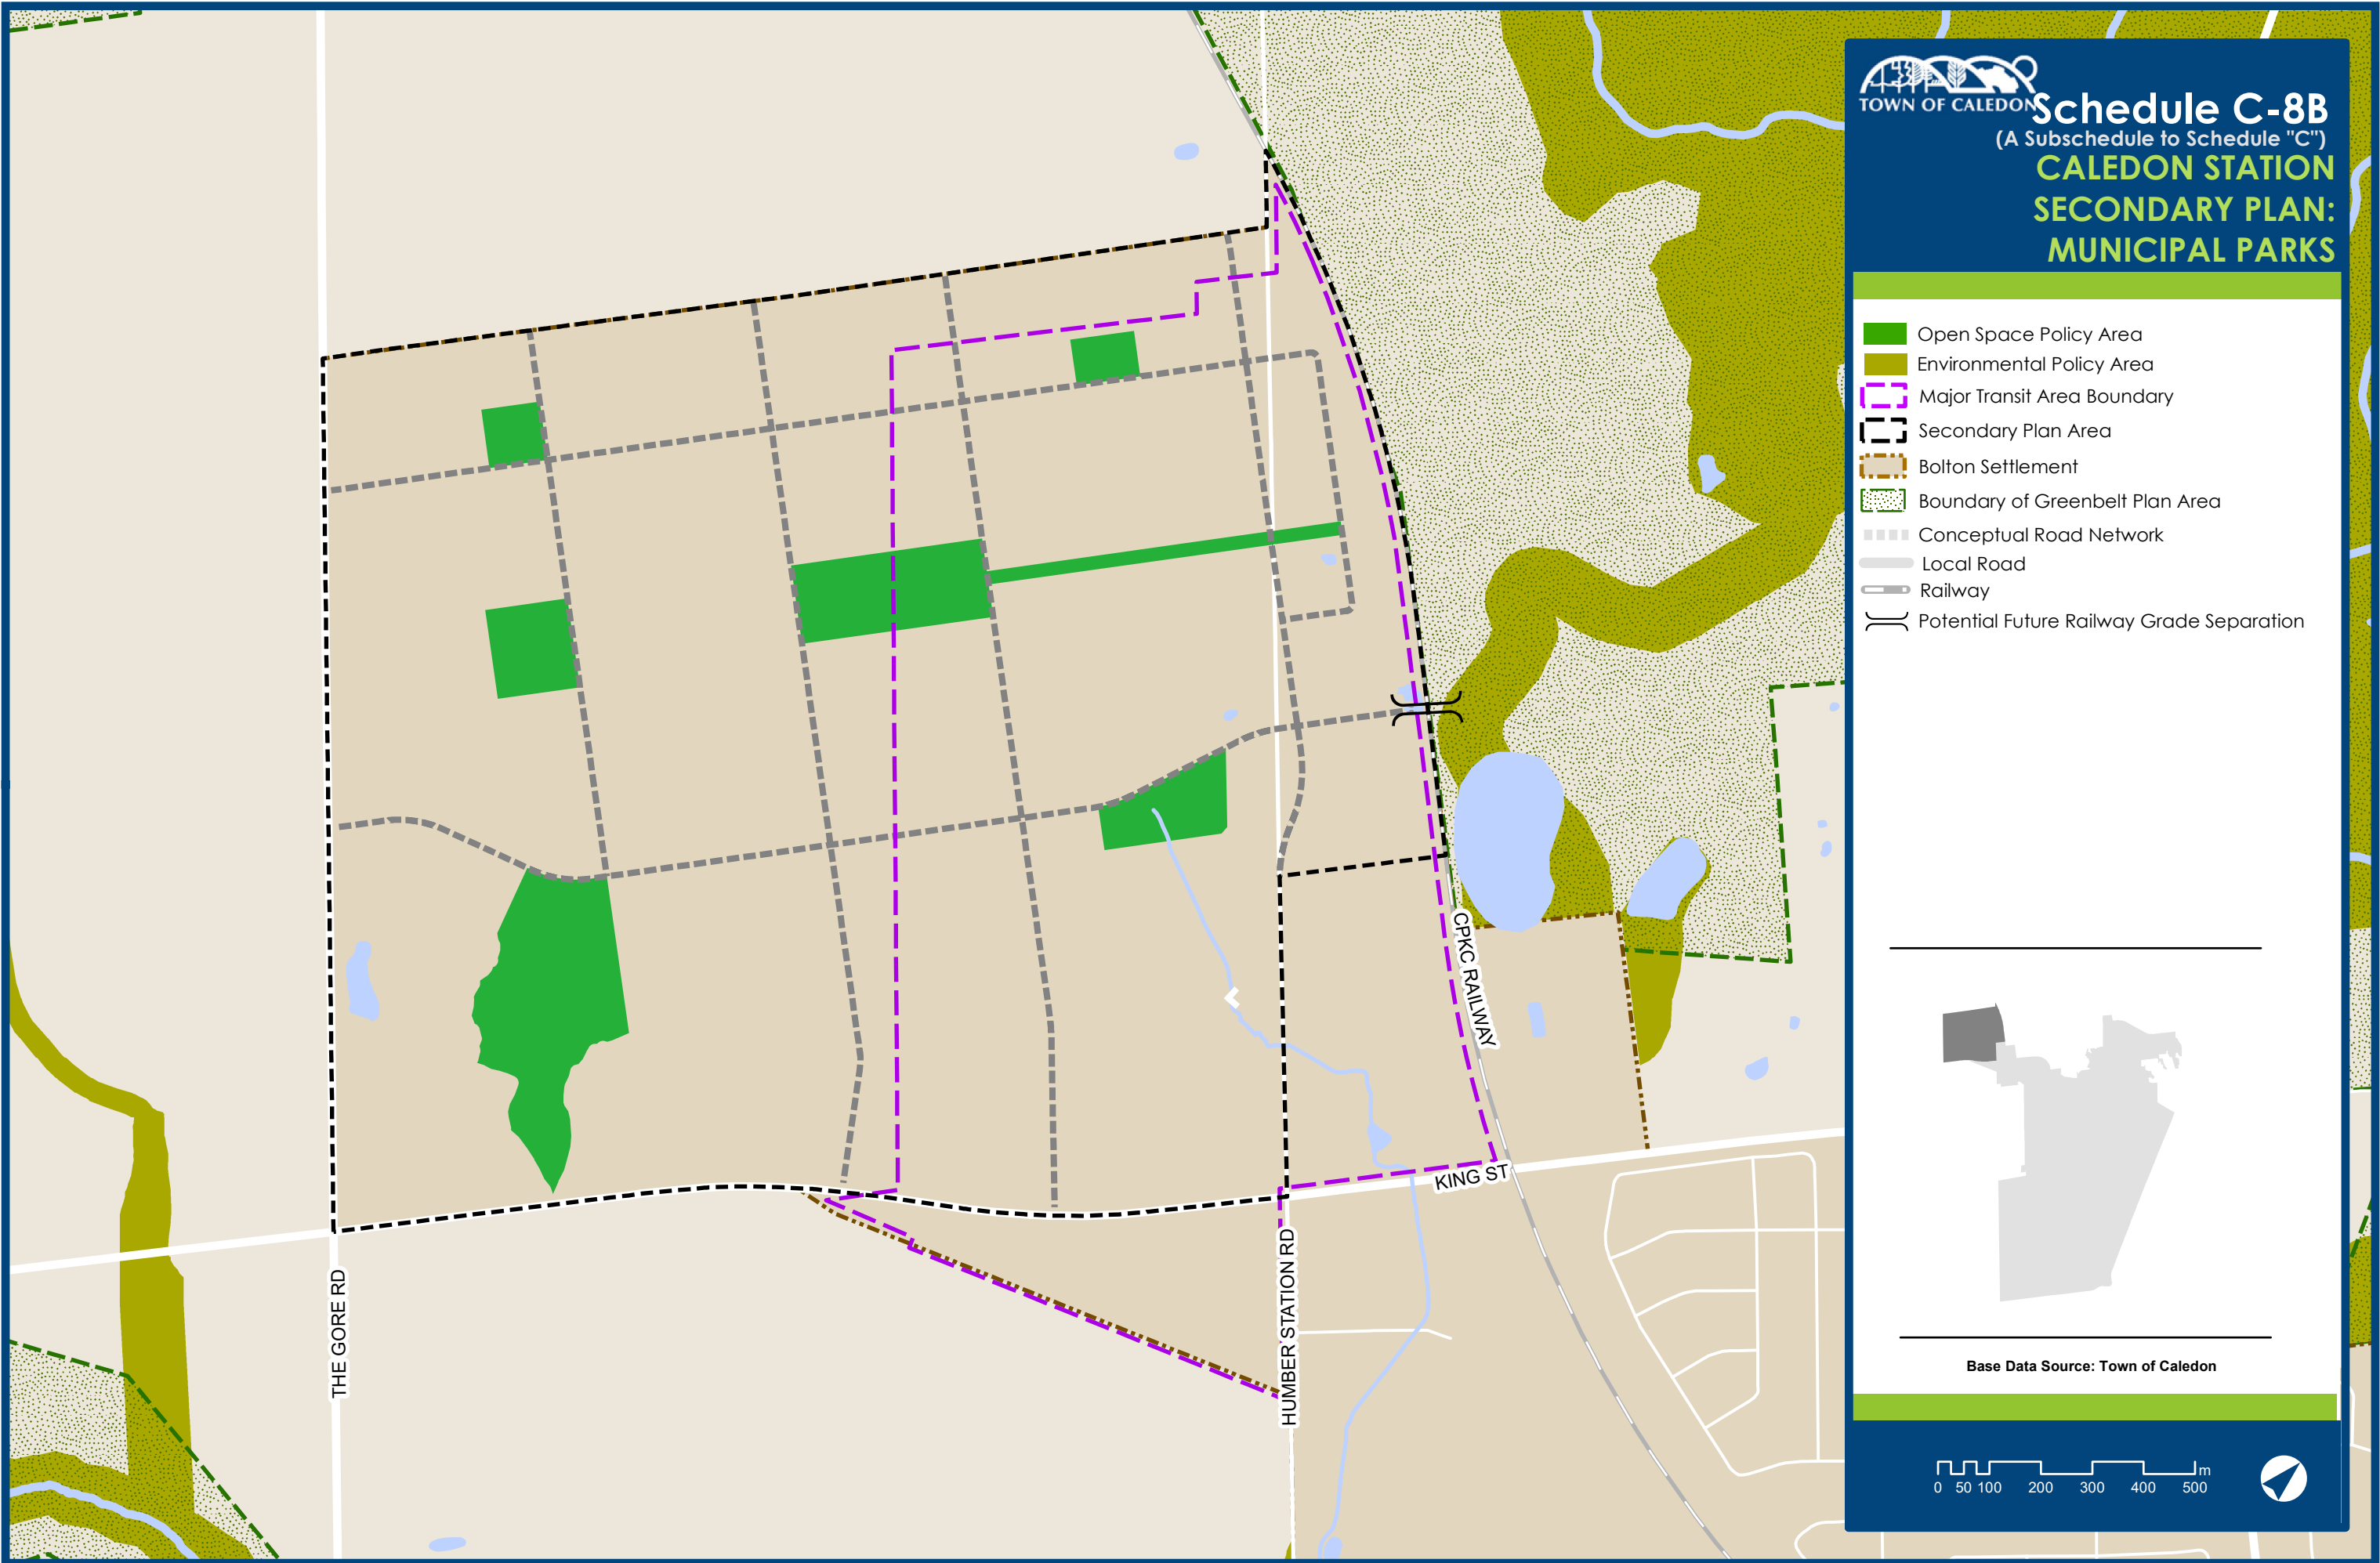 TOWN OF CALEDON
Schedule C-8B
(A Subschedule to Schedule "C")
CALEDON STATION
SECONDARY PLAN:
MUNICIPAL PARKS
Open Space Policy Area
Environmental Policy Area
Major Transit Area Boundary
Secondary Plan Area
Bolton Settlement
Boundary of Greenbelt Plan Area
Conceptual Road Network
Local Road
Railway
Potential Future Railway Grade Separation
CPKC RAILWAY
KING ST
THE GORE RD
HUMBER STATION RD
Base Data Source: Town of Caledon
m
0 50 100 200 300 400 500